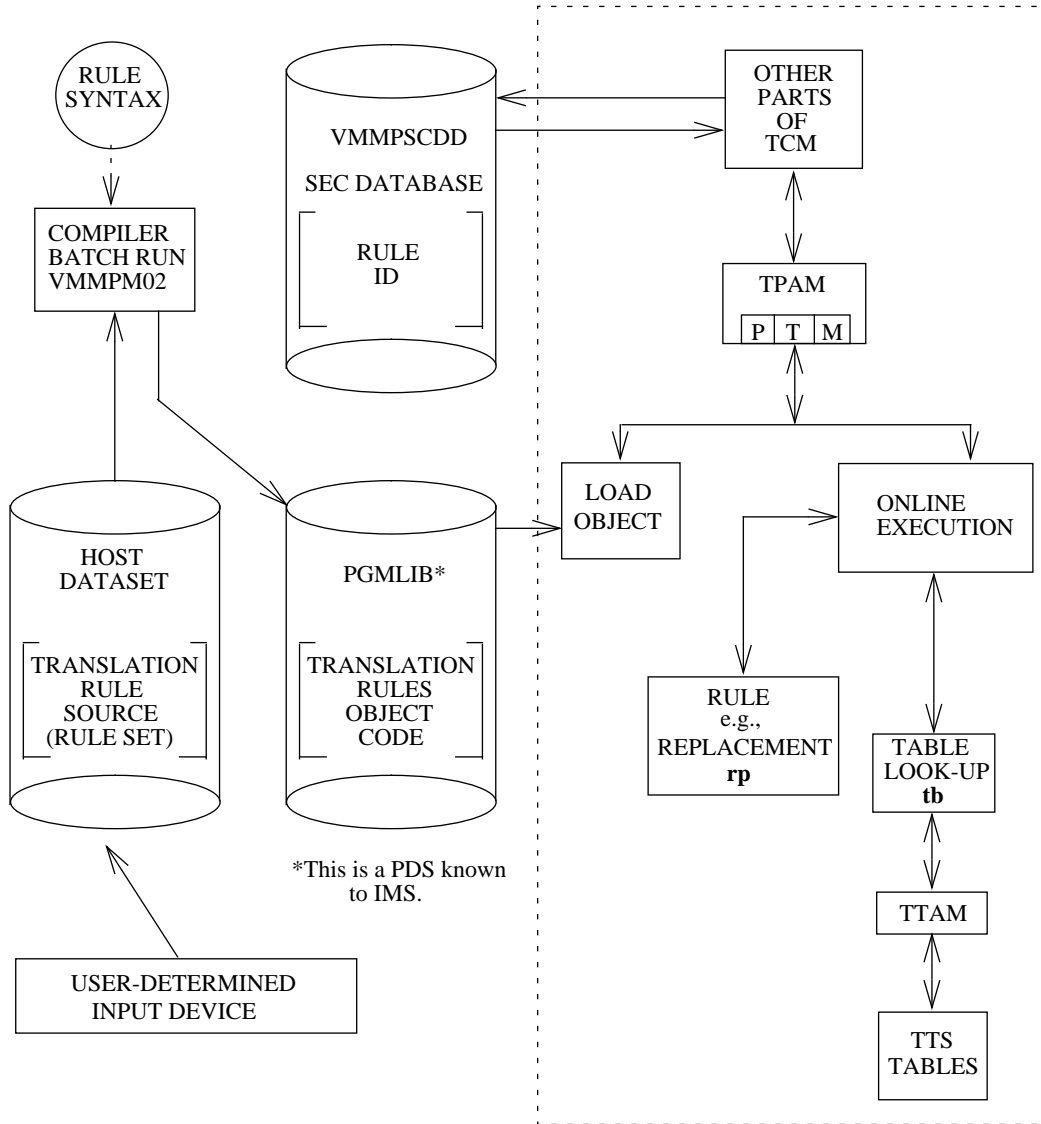 RULE
SYNTAX
COMPILER
BATCH RUN
VMMPM02
VMMPSCDD
SEC DATABASE
RULE
ID
OTHER
PARTS
OF
TCM
TPAM
P T M
HOST
DATASET
TRANSLATION
RULE
SOURCE
(RULE SET)
PGMLIB*
TRANSLATION
RULES
OBJECT
CODE
LOAD
OBJECT
ONLINE
EXECUTION
RULE
e.g.,
REPLACEMENT
rp
TABLE
LOOK-UP
tb
*This is a PDS known
to IMS.
TTAM
USER-DETERMINED
INPUT DEVICE
TTS
TABLES